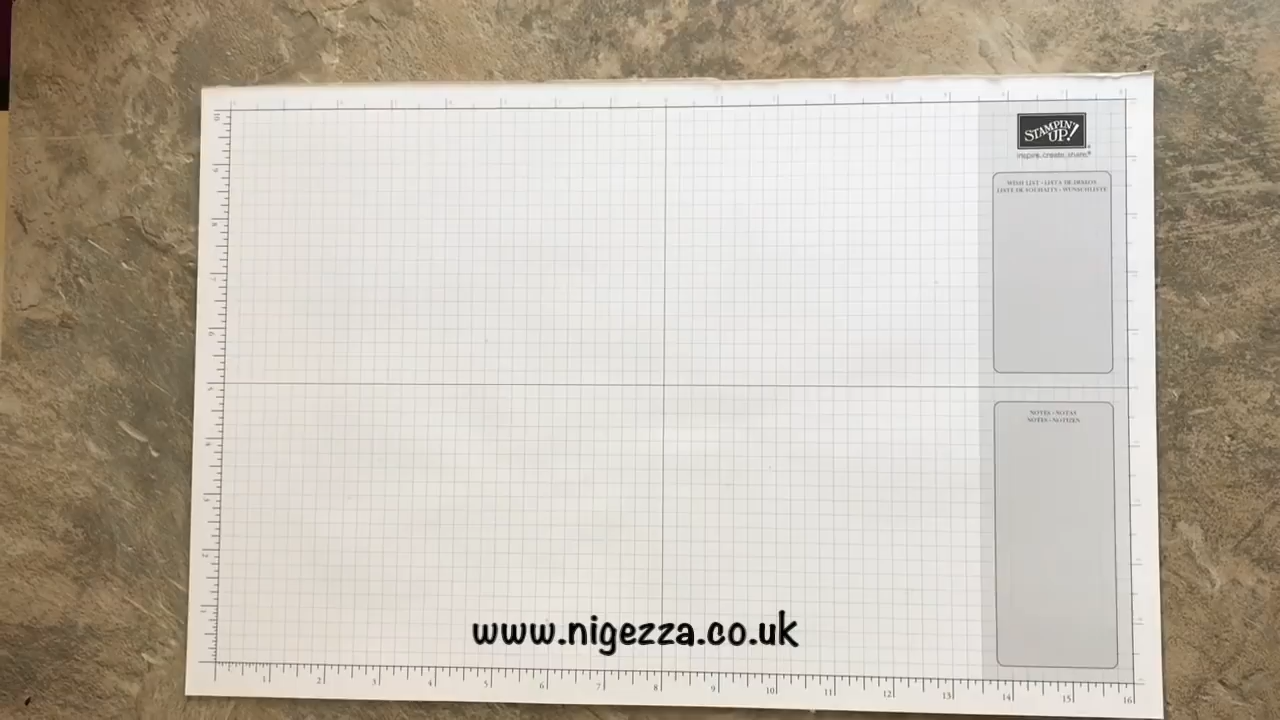 STAMPIN' UP!
inspire. create. share.
WISH LIST • LISTA DE DESEOS
LISTE DE SOUHAITS • WUNSCHLISTE
NOTES • NOTAS
NOTES • NOTIZEN
www.nigezza.co.uk
1 2 3 4 5 6 7 8 9 10 11 12 13 14 15 16